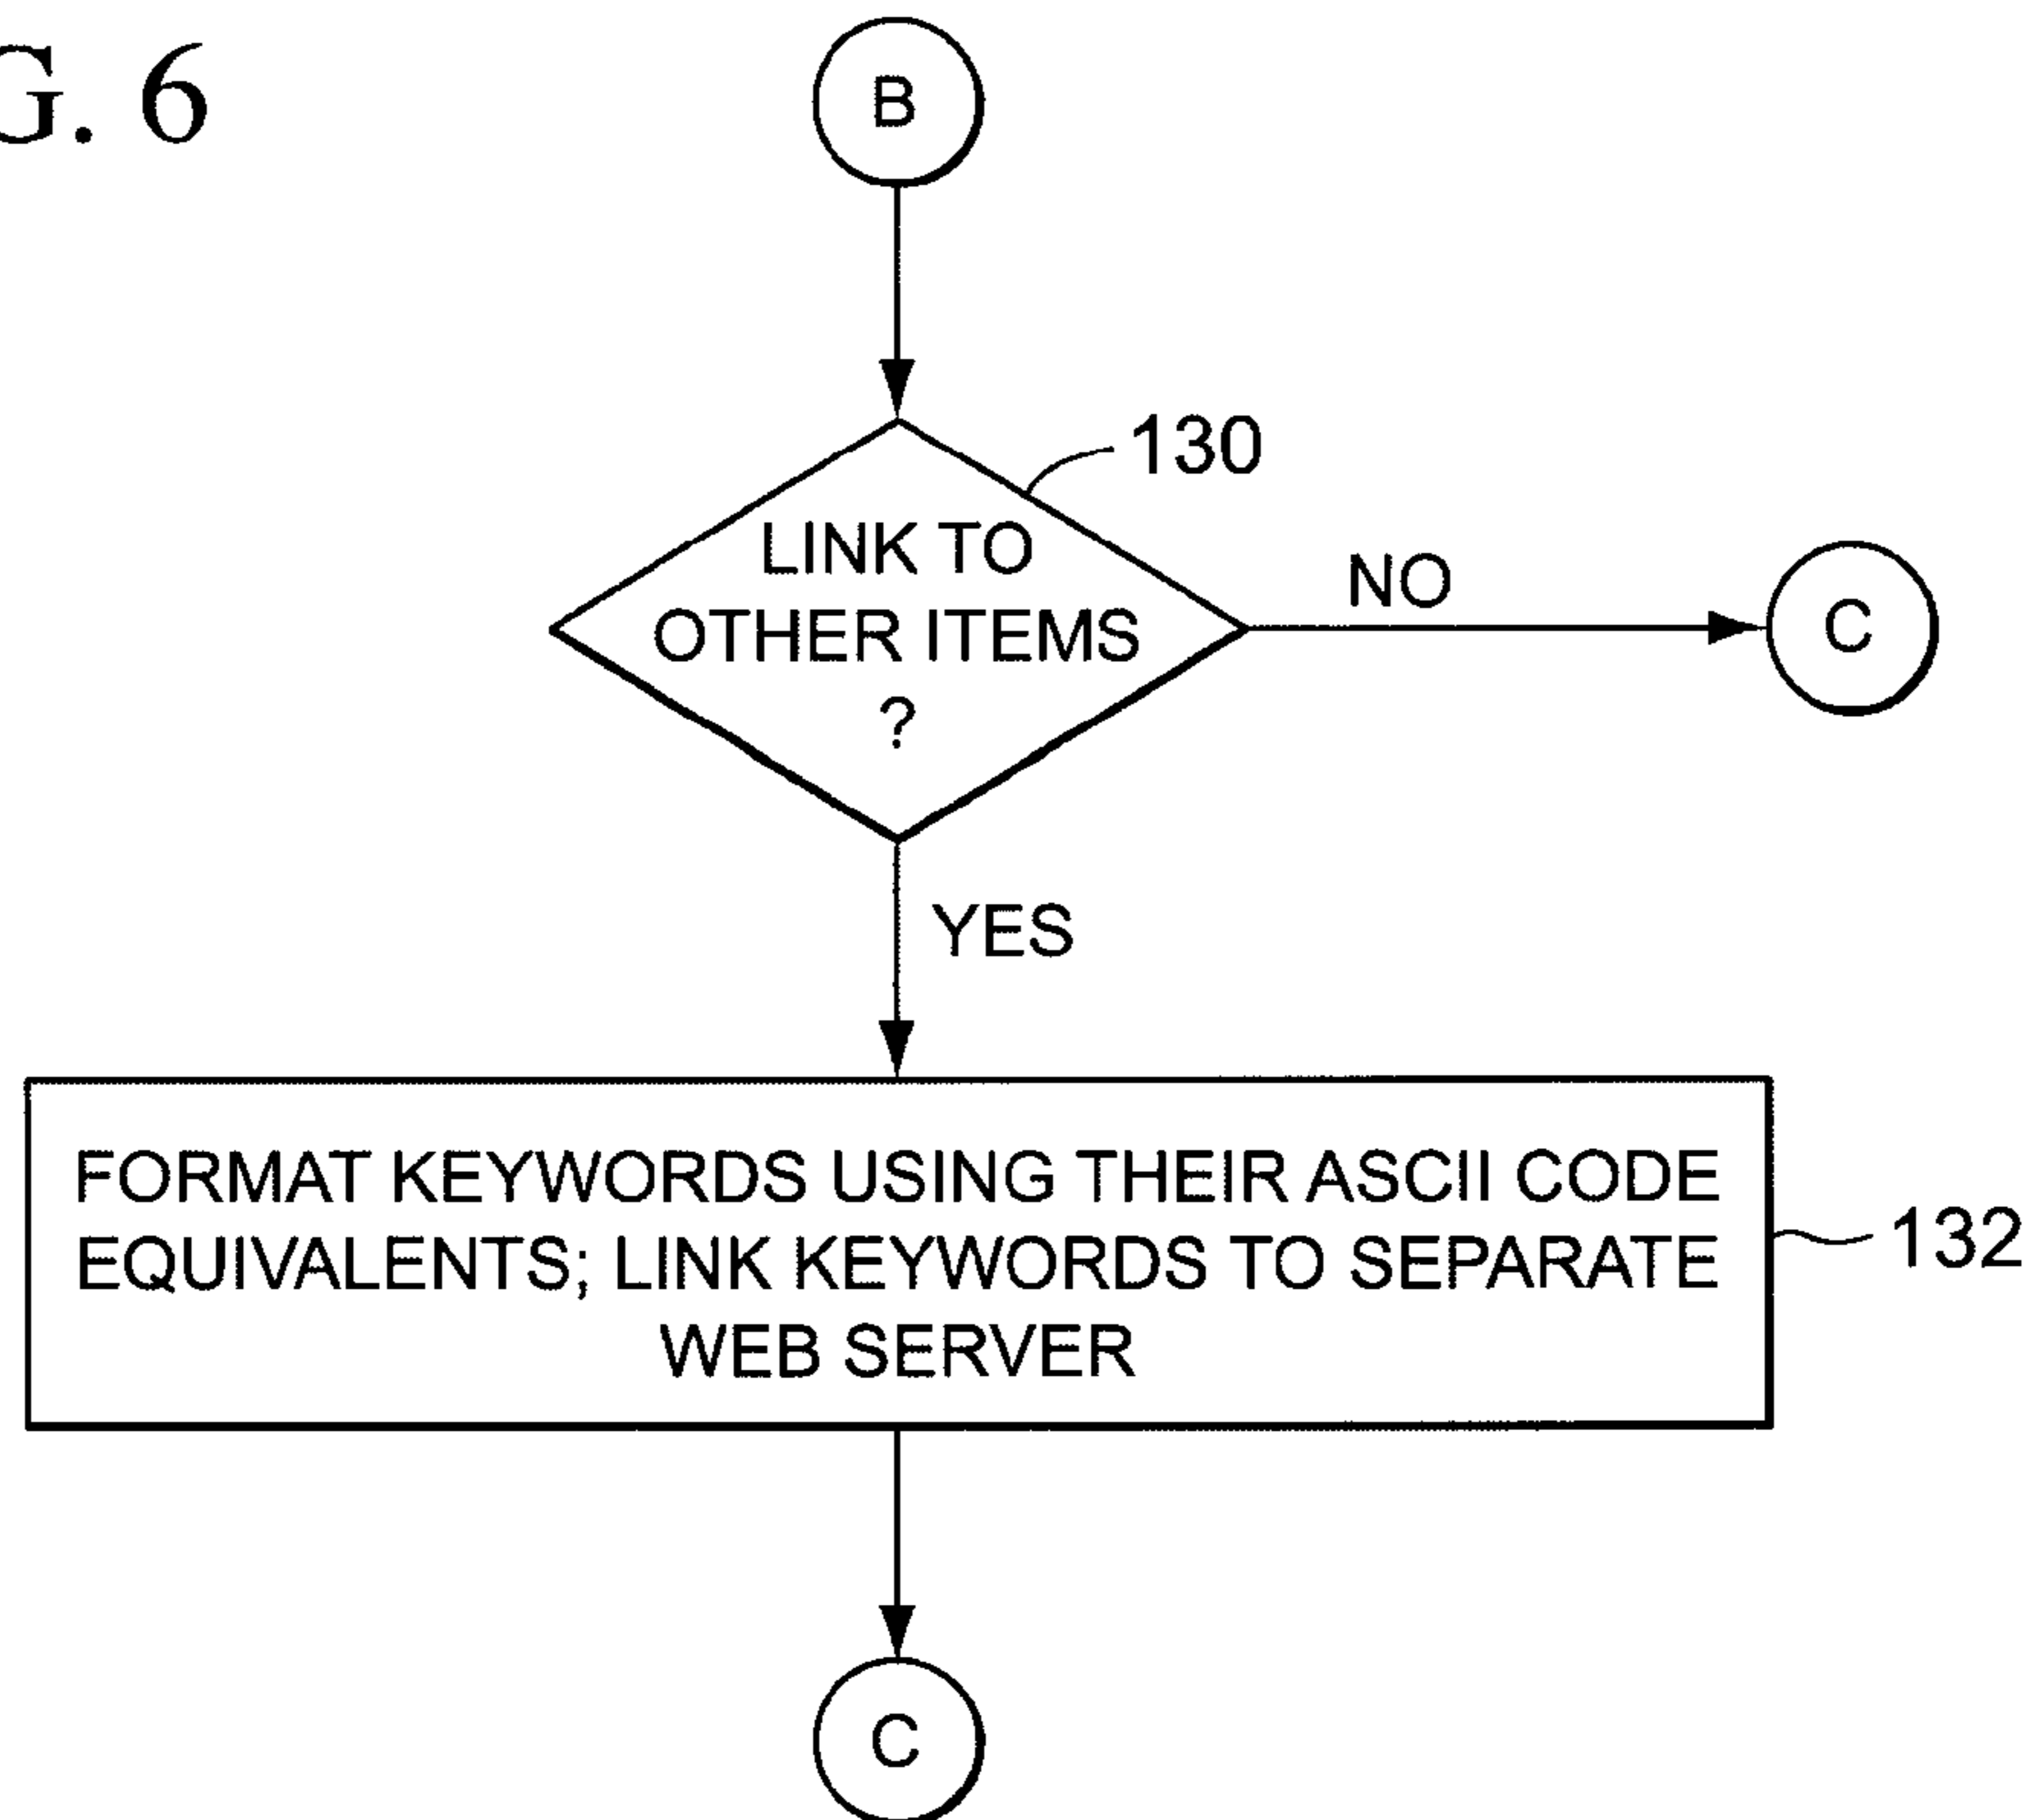 G. 6
B
130
LINK TO
OTHER ITEMS
?
NO
C
YES
FORMAT KEYWORDS USING THEIR ASCII CODE
EQUIVALENTS; LINK KEYWORDS TO SEPARATE
WEB SERVER
132
C